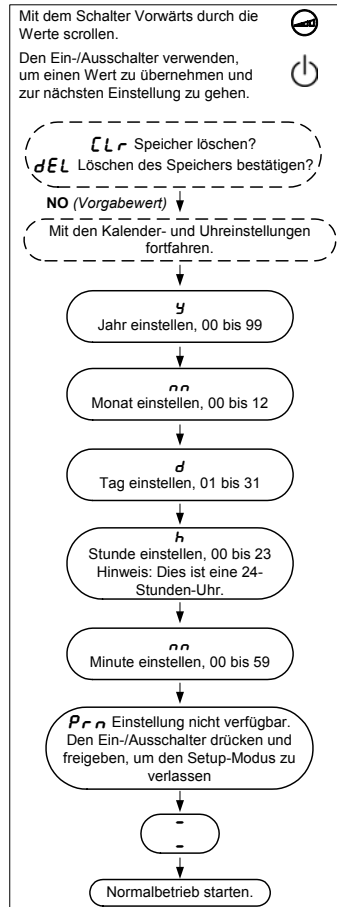 Mit dem Schalter Vorwärts durch die
Werte scrollen.
Den Ein-/Ausschalter verwenden,
um einen Wert zu übernehmen und
zur nächsten Einstellung zu gehen.
CLr Speicher löschen?
dEL Löschen des Speichers bestätigen?
NO (Vorgabewert)
Mit den Kalender- und Uhreinstellungen
fortfahren.
y
Jahr einstellen, 00 bis 99
nn
Monat einstellen, 00 bis 12
d
Tag einstellen, 01 bis 31
h
Stunde einstellen, 00 bis 23
Hinweis: Dies ist eine 24-
Stunden-Uhr.
nn
Minute einstellen, 00 bis 59
Prn Einstellung nicht verfügbar.
Den Ein-/Ausschalter drücken und
freigeben, um den Setup-Modus zu
verlassen
-
-
Normalbetrieb starten.